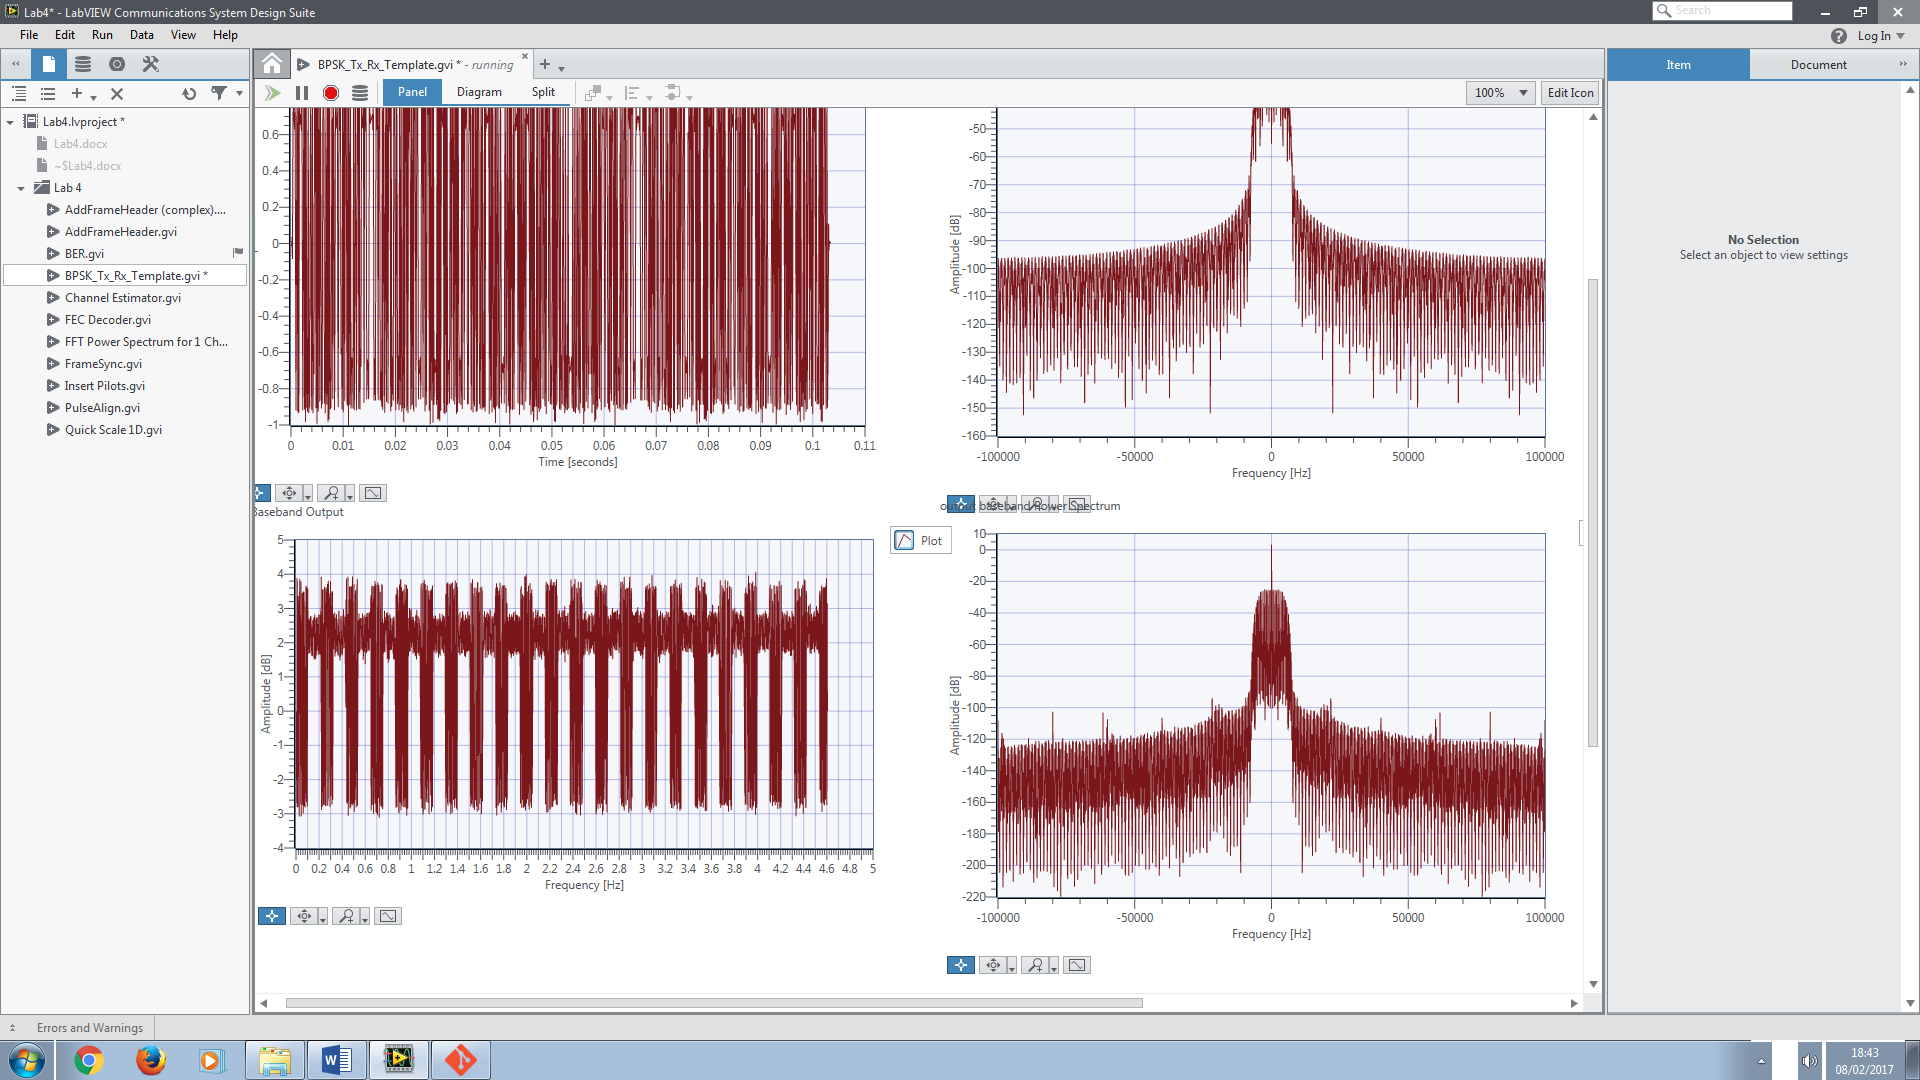 Lab4* - LabVIEW Communications System Design Suite
Search
File Edit Run Data View Help
Log In
BPSK_Tx_Rx_Template.gvi * - running
Item
Document
Panel
Diagram
Split
100%
Edit Icon
Lab4.lvproject *
Lab4.docx
~$Lab4.docx
Lab 4
AddFrameHeader (complex)....
AddFrameHeader.gvi
BER.gvi
BPSK_Tx_Rx_Template.gvi *
Channel Estimator.gvi
FEC Decoder.gvi
FFT Power Spectrum for 1 Ch...
FrameSync.gvi
Insert Pilots.gvi
PulseAlign.gvi
Quick Scale 1D.gvi
No Selection
Select an object to view settings
0.6
0.4
0.2
0
-0.2
-0.4
-0.6
-0.8
-1
0 0.01 0.02 0.03 0.04 0.05 0.06 0.07 0.08 0.09 0.1 0.11
Time [seconds]
Amplitude [dB]
-50
-60
-70
-80
-90
-100
-110
-120
-130
-140
-150
-160
-100000 -50000 0 50000 100000
Frequency [Hz]
Baseband Output
Amplitude [dB]
5
4
3
2
1
0
-1
-2
-3
-4
0 0.2 0.4 0.6 0.8 1 1.2 1.4 1.6 1.8 2 2.2 2.4 2.6 2.8 3 3.2 3.4 3.6 3.8 4 4.2 4.4 4.6 4.8 5
Frequency [Hz]
Plot
output baseband Power Spectrum
Amplitude [dB]
10
0
-20
-40
-60
-80
-100
-120
-140
-160
-180
-200
-220
-100000 -50000 0 50000 100000
Frequency [Hz]
Errors and Warnings
18:43
08/02/2017